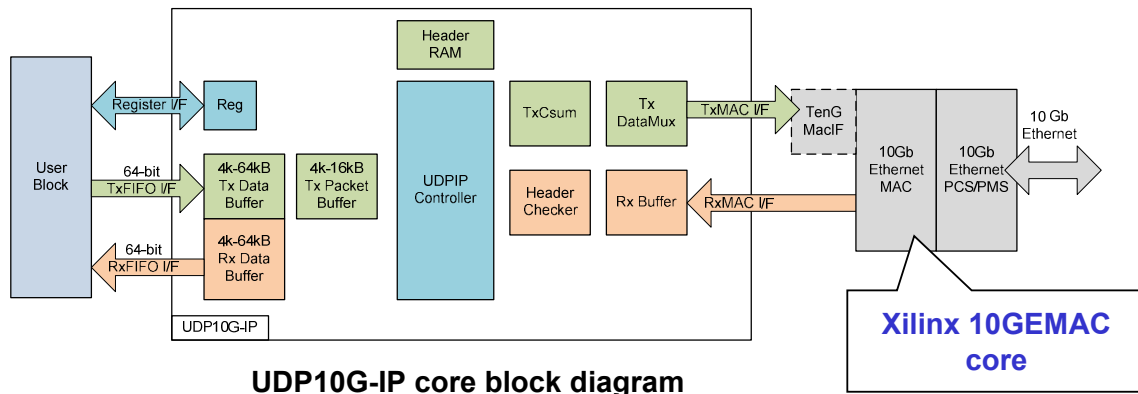 Header
RAM
User
Block
Register I/F
Reg
64-bit
TxFIFO I/F
4k-64kB
Tx Data
Buffer
4k-16kB
Tx Packet
Buffer
64-bit
RxFIFO I/F
4k-64kB
Rx Data
Buffer
UDPIP
Controller
TxCsum
Tx
DataMux
TxMAC I/F
TenG
MacIF
Header
Checker
Rx Buffer
RxMAC I/F
10Gb
Ethernet
MAC
10Gb
Ethernet
PCS/PMS
10 Gb
Ethernet
UDP10G-IP
Xilinx 10GEMAC
core
UDP10G-IP core block diagram